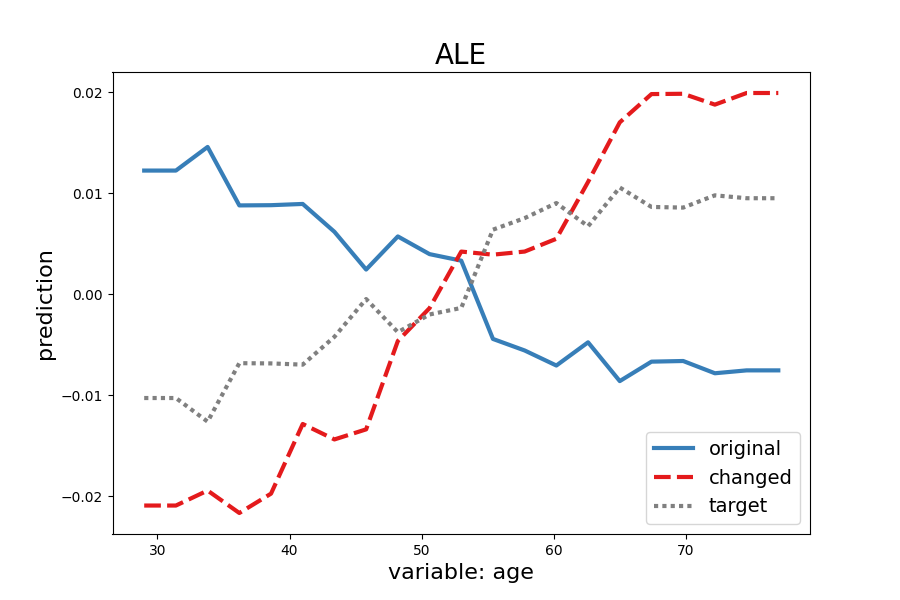 ALE
prediction
0.02
0.01
0.00
−0.01
−0.02
original
changed
target
30 40 50 60 70
variable: age